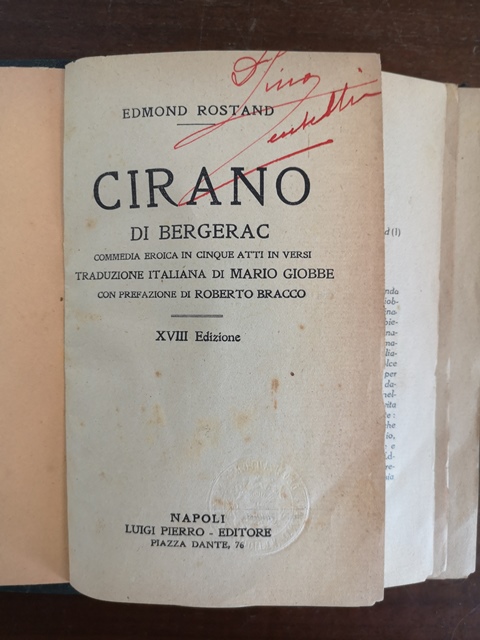 Dino
EDMOND ROSTAND
CIRANO
DI BERGERAC
COMMEDIA EROICA IN CINQUE ATTI IN VERSI
TRADUZIONE ITALIANA DI MARIO GIOBBE
CON PREFAZIONE DI ROBERTO BRACCO
XVIII Edizione
NAPOLI
LUIGI PIERRO - EDITORE
PIAZZA DANTE, 76